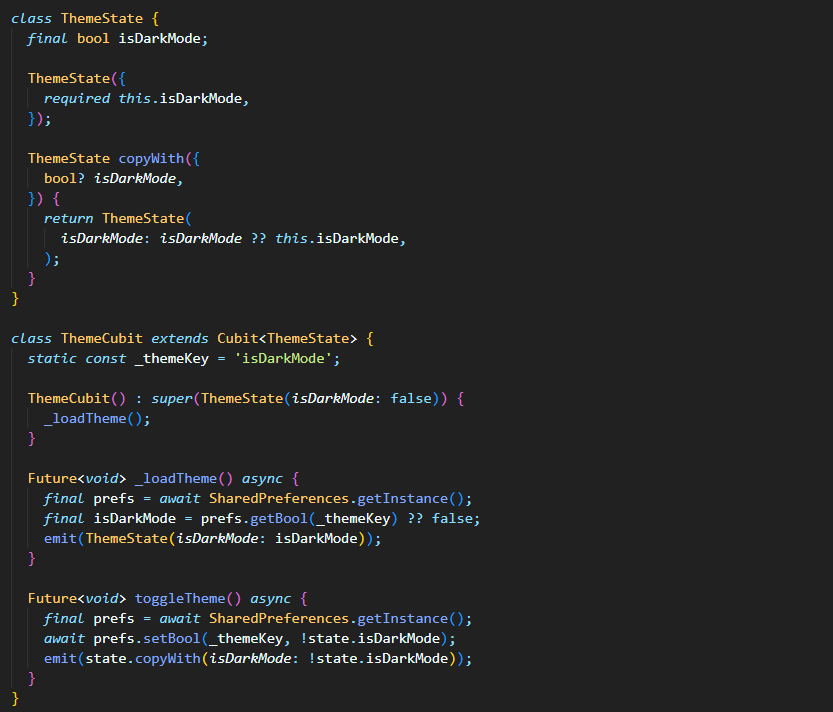 class ThemeState {
  final bool isDarkMode;

  ThemeState({
    required this.isDarkMode,
  });

  ThemeState copyWith({
    bool? isDarkMode,
  }) {
    return ThemeState(
      isDarkMode: isDarkMode ?? this.isDarkMode,
    );
  }
}

class ThemeCubit extends Cubit<ThemeState> {
  static const _themeKey = 'isDarkMode';

  ThemeCubit() : super(ThemeState(isDarkMode: false)) {
    _loadTheme();
  }

  Future<void> _loadTheme() async {
    final prefs = await SharedPreferences.getInstance();
    final isDarkMode = prefs.getBool(_themeKey) ?? false;
    emit(ThemeState(isDarkMode: isDarkMode));
  }

  Future<void> toggleTheme() async {
    final prefs = await SharedPreferences.getInstance();
    await prefs.setBool(_themeKey, !state.isDarkMode);
    emit(state.copyWith(isDarkMode: !state.isDarkMode));
  }
}